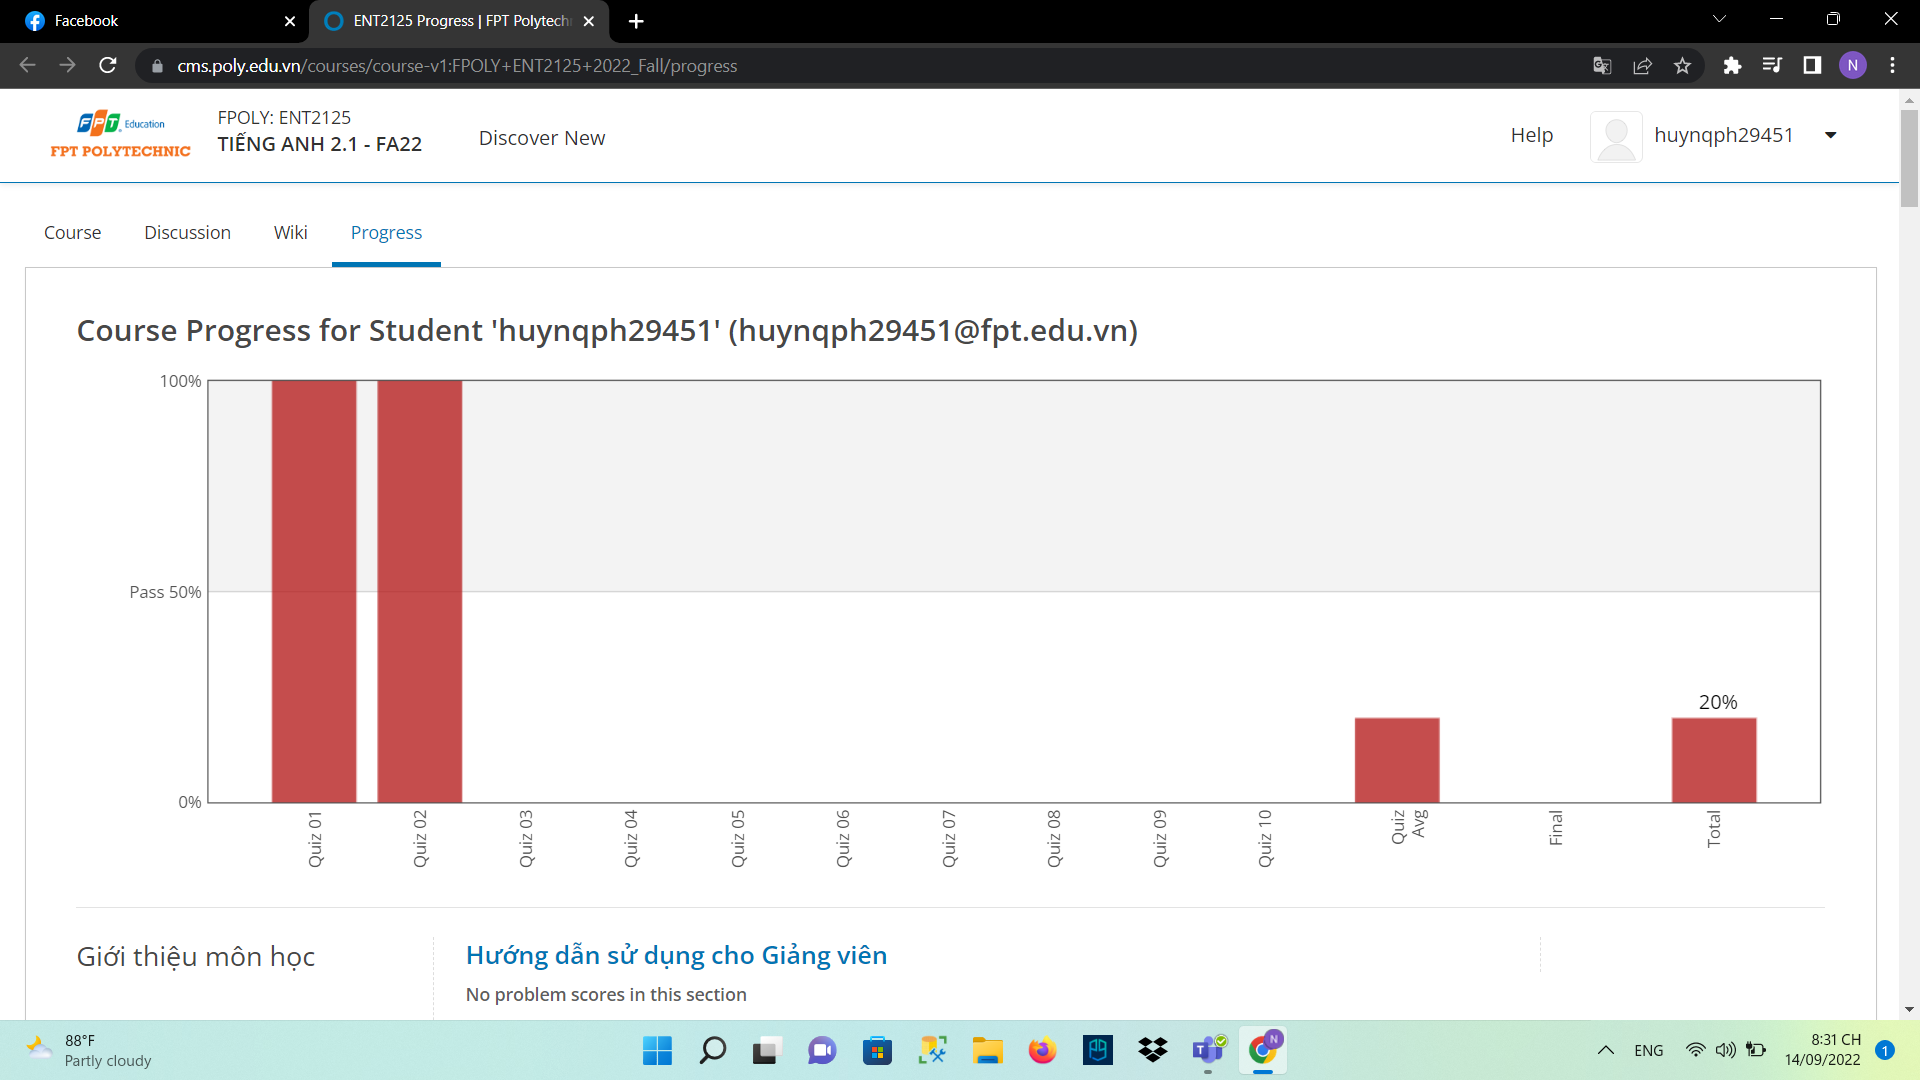 Facebook
ENT2125 Progress | FPT Polytech
cms.poly.edu.vn/courses/course-v1:FPOLY+ENT2125+2022_Fall/progress
N
FPT Education
FPT POLYTECHNIC
FPOLY: ENT2125
TIẾNG ANH 2.1 - FA22
Discover New
Help
huynqph29451
Course
Discussion
Wiki
Progress
Course Progress for Student 'huynqph29451' (huynqph29451@fpt.edu.vn)
100%
Pass 50%
0%
20%
Quiz 01
Quiz 02
Quiz 03
Quiz 04
Quiz 05
Quiz 06
Quiz 07
Quiz 08
Quiz 09
Quiz 10
Quiz
Avg
Final
Total
Giới thiệu môn học
Hướng dẫn sử dụng cho Giảng viên
No problem scores in this section
88°F
Partly cloudy
N
ENG
8:31 CH
14/09/2022
1